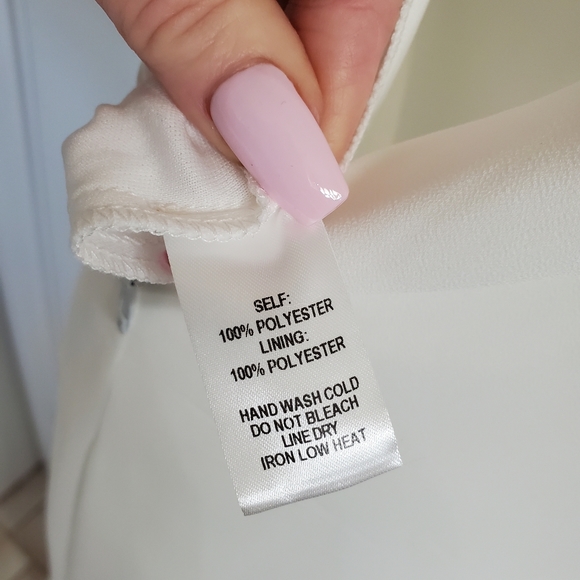 SELF:
100% POLYESTER
LINING:
100% POLYESTER
HAND WASH COLD
DO NOT BLEACH
LINE DRY
IRON LOW HEAT